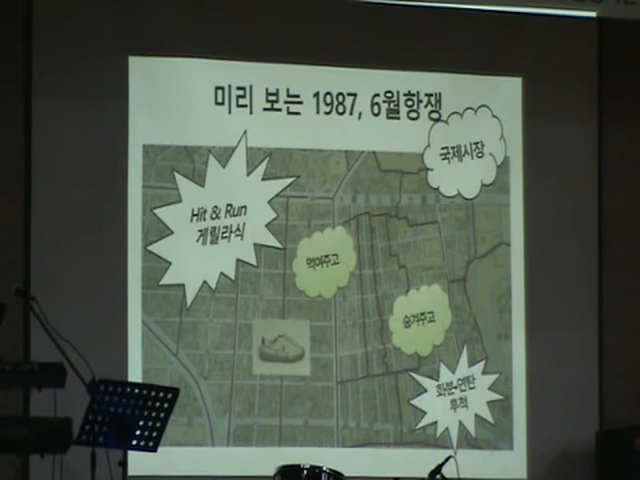 미리 보는 1987, 6월항쟁
국제시장
Hit & Run
게릴라식
먹여주고
숨겨주고
화분-연탄
투척